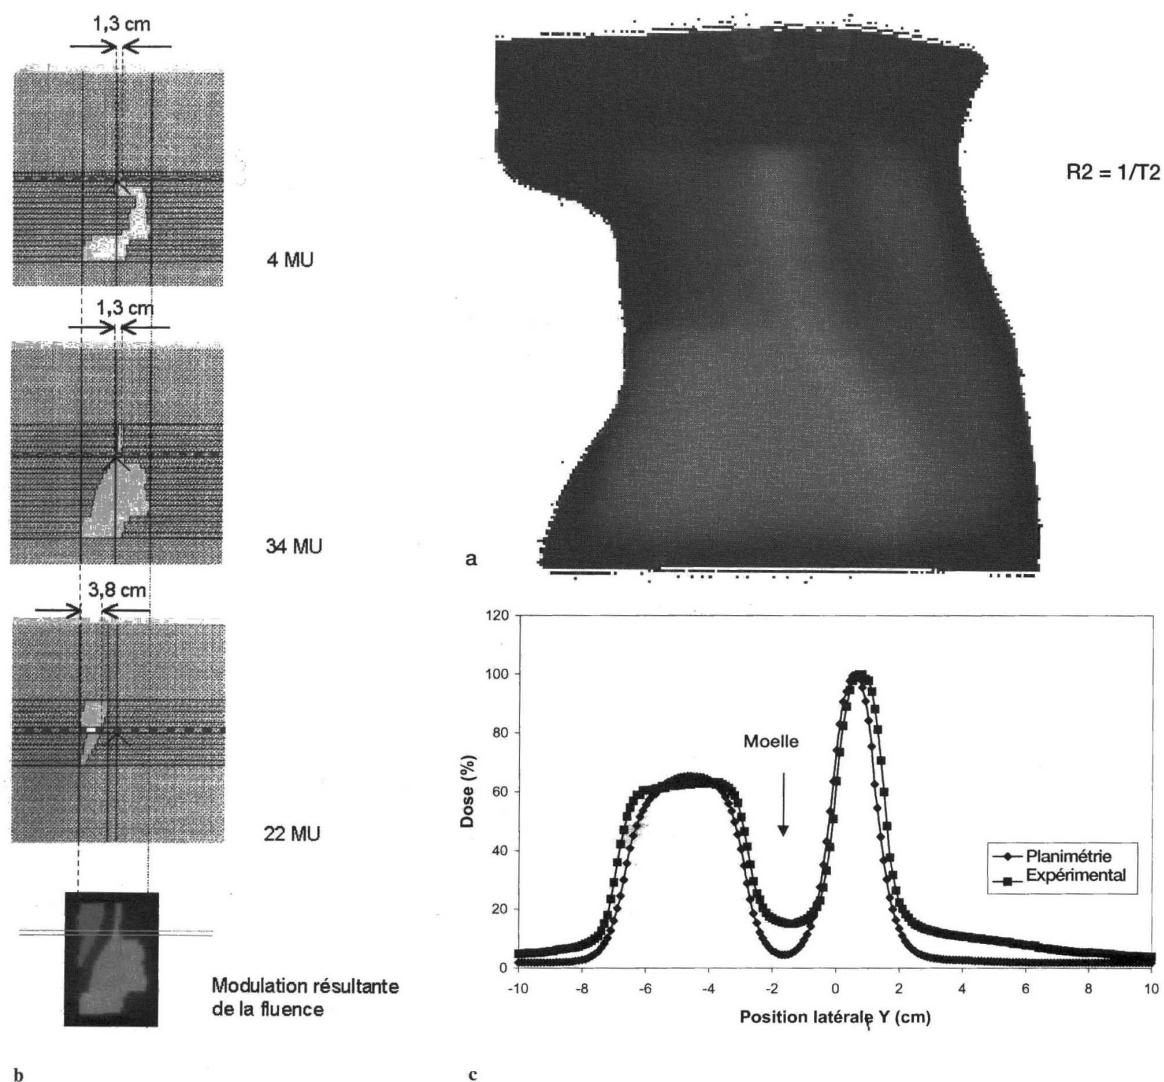 1,3 cm
4 MU
1,3 cm
34 MU
3,8 cm
22 MU
Modulation résultante
de la fluence
b
R2 = 1/T2
a
120
100
80
60
40
20
0
Dose (%)
Moelle
Planimétrie
Expérimental
-10 -8 -6 -4 -2 0 2 4 6 8 10
Position latérale Y (cm)
c